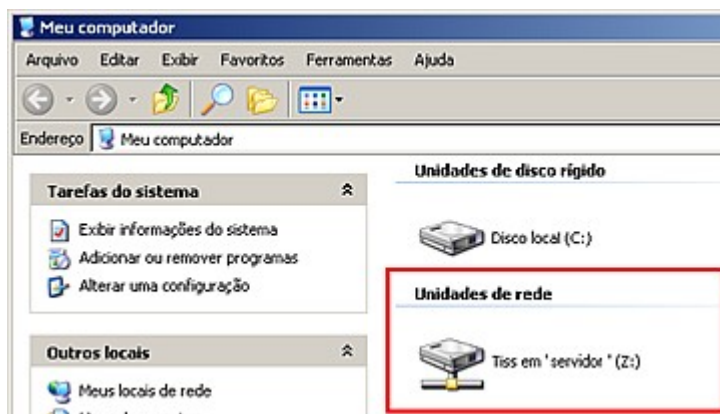 Meu computador
Arquivo Editar Exibir Favoritos Ferramentas Ajuda
Endereço Meu computador
Tarefas do sistema
Exibir informações do sistema
Adicionar ou remover programas
Alterar uma configuração
Outros locais
Meus locais de rede
Unidades de disco rígido
Disco local (C:)
Unidades de rede
Tiss em 'servidor ' (Z:)